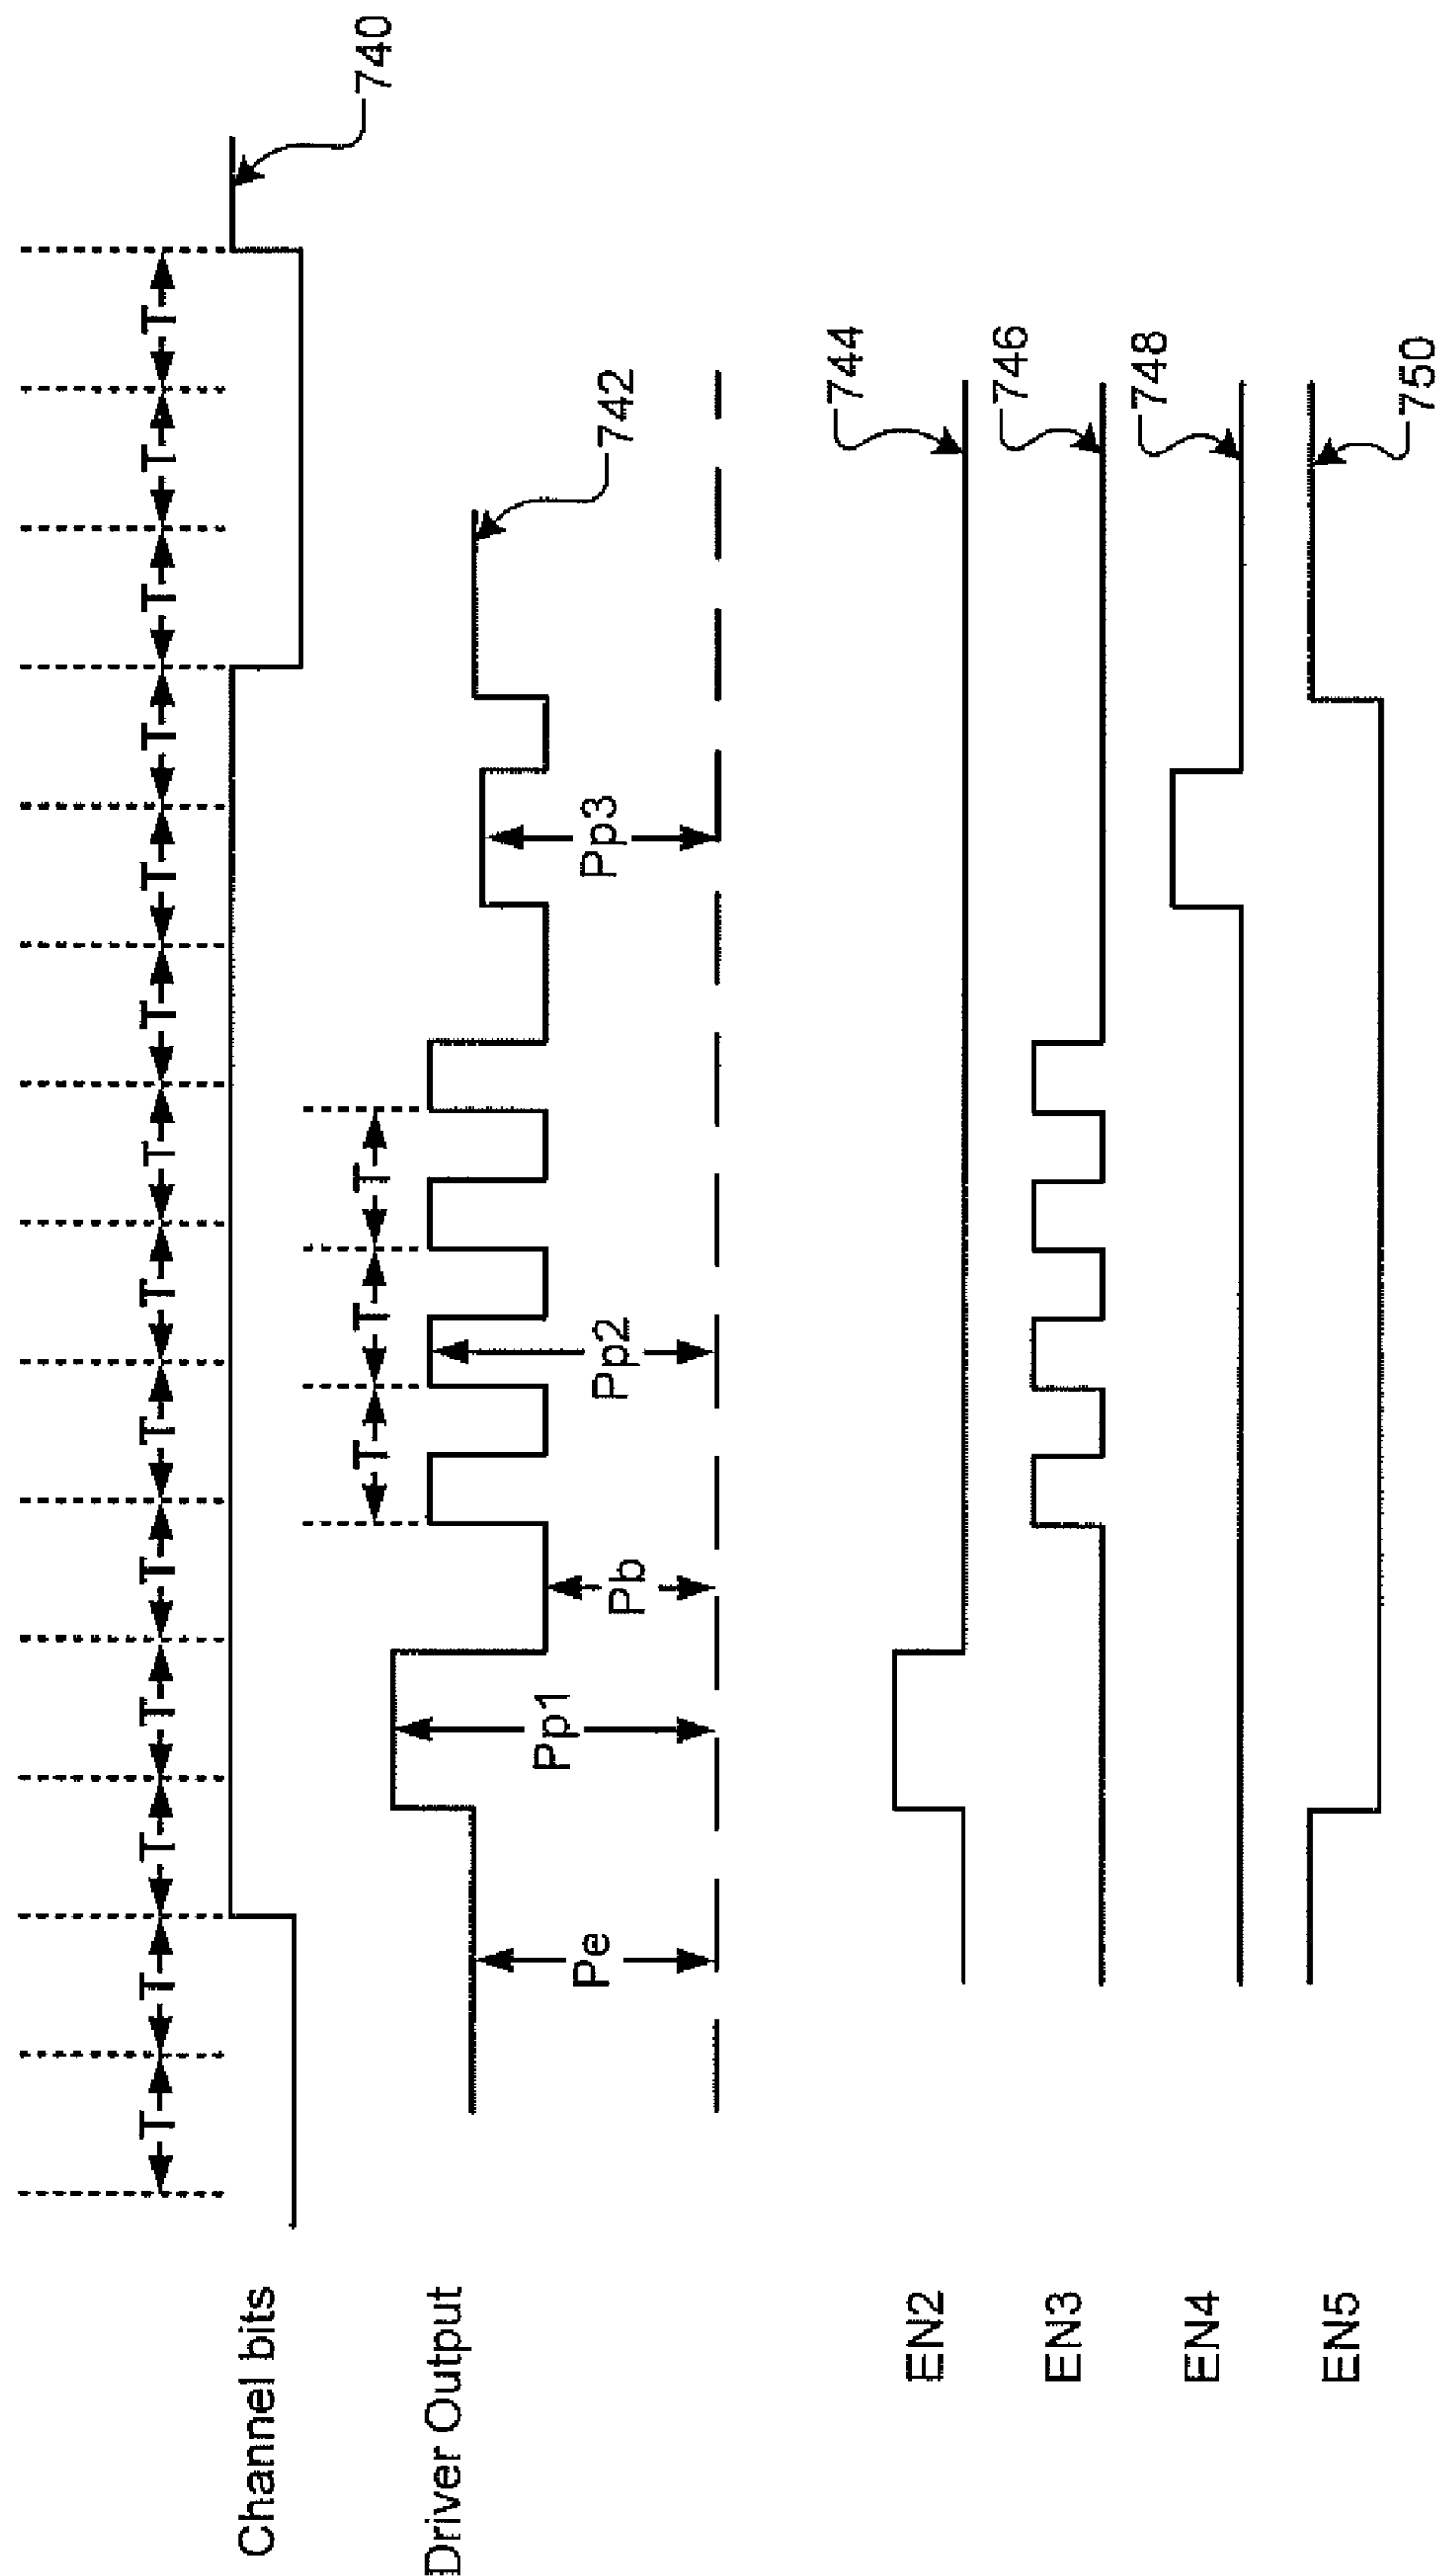 T T T T T T T T T T T T T T
Channel bits
740
T T T
Driver Output
Pe
Pp1
Pb
Pp2
Pp3
742
EN2
744
EN3
746
EN4
748
EN5
750